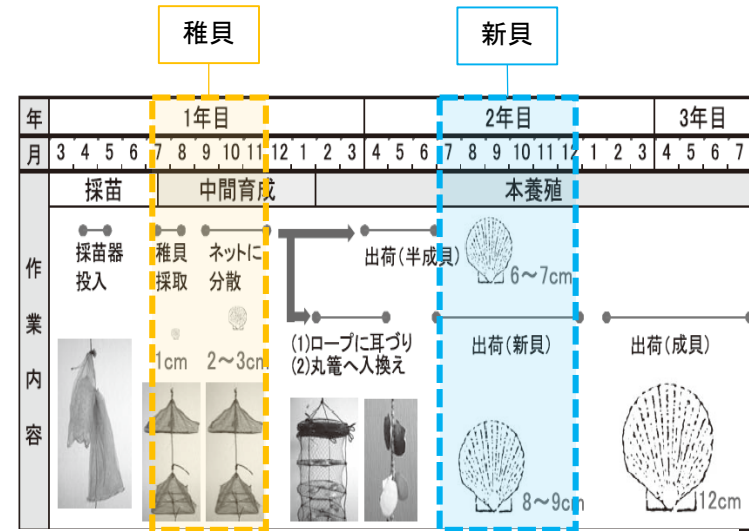 稚貝
新貝
年 1年目 2年目 3年目
月 3 4 5 6 7 8 9 10 11 12 1 2 3 4 5 6 7 8 9 10 11 12 1 2 3 4 5 6 7
採苗 中間育成 本養殖
作業内容
採苗器
投入
稚貝
採取
ネットに
分散
出荷(半成貝)
6~7cm
1cm
2~3cm
(1)ロープに耳づり
(2)丸篭へ入換え
出荷(新貝)
出荷(成貝)
8~9cm
12cm